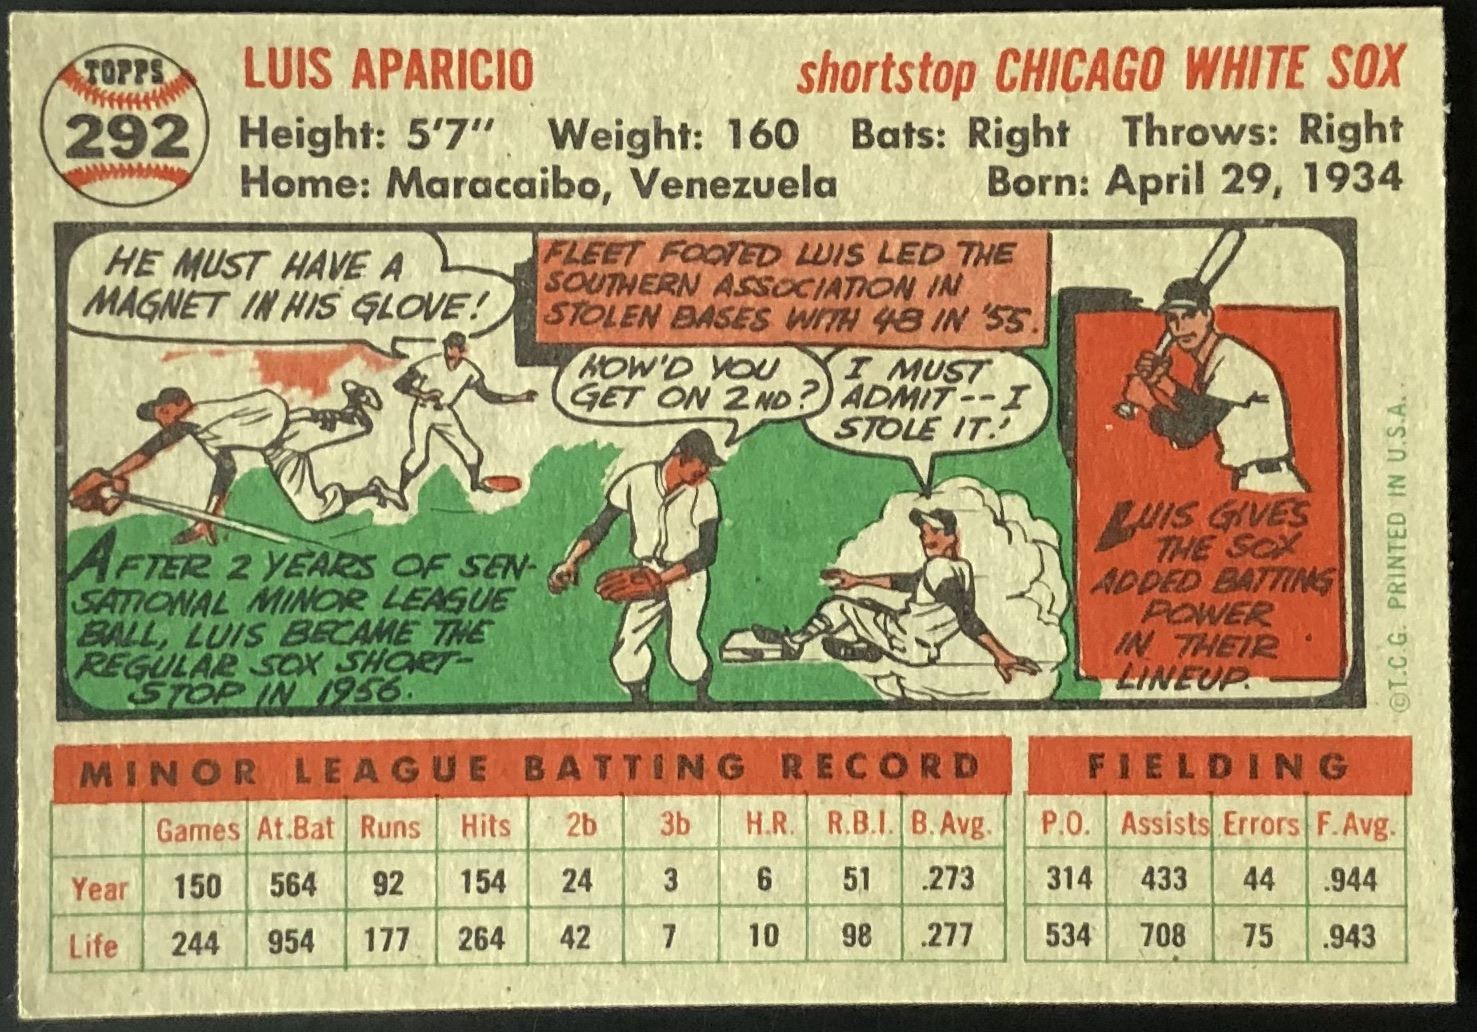 TOPPS
292
LUIS APARICIO
shortstop CHICAGO WHITE SOX
Height: 5'7" Weight: 160 Bats: Right Throws: Right
Home: Maracaibo, Venezuela Born: April 29, 1934
HE MUST HAVE A
MAGNET IN HIS GLOVE!
FLEET FOOTED LUIS LED THE
SOUTHERN ASSOCIATION IN
STOLEN BASES WITH 48 IN '55.
HOW'D YOU
GET ON 2ND?
I MUST
ADMIT--I
STOLE IT!
AFTER 2 YEARS OF SEN-
SATIONAL MINOR LEAGUE
BALL, LUIS BECAME THE
REGULAR SOX SHORT-
STOP IN 1956.
LUIS GIVES
THE SOX
ADDED BATTING
POWER
IN THEIR
LINEUP.
©T.C.G. PRINTED IN U.S.A.
MINOR LEAGUE BATTING RECORD
FIELDING
Games At.Bat Runs Hits 2b 3b H.R. R.B.I. B. Avg. P.O. Assists Errors F. Avg.
Year 150 564 92 154 24 3 6 51 .273 314 433 44 .944
Life 244 954 177 264 42 7 10 98 .277 534 708 75 .943